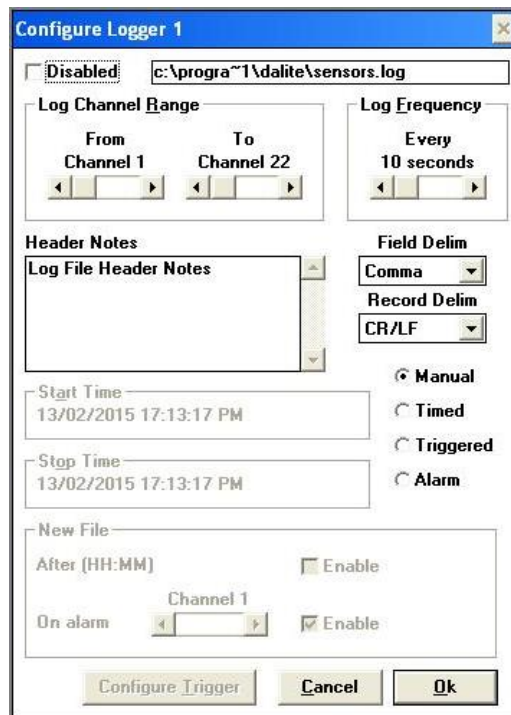 Configure Logger 1
Disabled
c:\progra~1\dalite\sensors.log
Log Channel Range
Log Frequency
From
To
Every
Channel 1
Channel 22
10 seconds
Header Notes
Field Delim
Log File Header Notes
Comma
Record Delim
CR/LF
Manual
Start Time
13/02/2015 17:13:17 PM
Timed
Triggered
Stop Time
13/02/2015 17:13:17 PM
Alarm
New File
After (HH:MM)
Enable
Channel 1
On alarm
Enable
Configure Trigger
Cancel
Ok